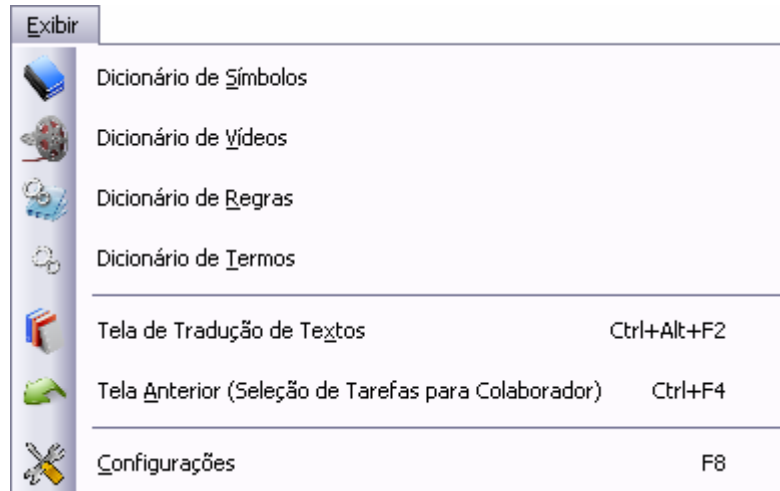 Exibir
Dicionário de Símbolos
Dicionário de Vídeos
Dicionário de Regras
Dicionário de Termos
Tela de Tradução de Textos Ctrl+Alt+F2
Tela Anterior (Seleção de Tarefas para Colaborador) Ctrl+F4
Configurações F8